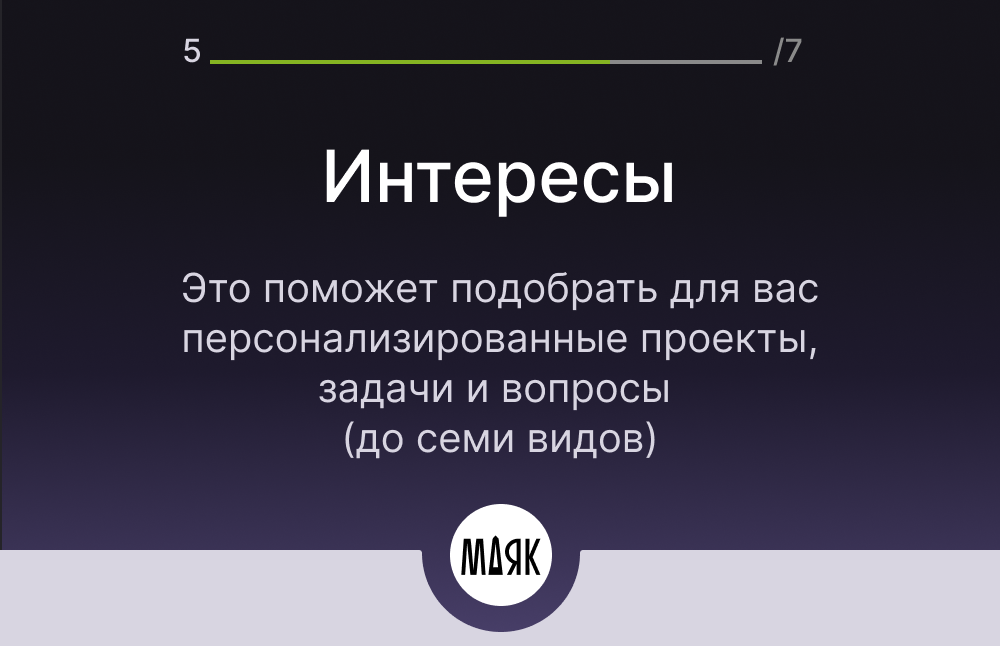 5 /7
Интересы
Это поможет подобрать для вас
персонализированные проекты,
задачи и вопросы
(до семи видов)
МАЯК